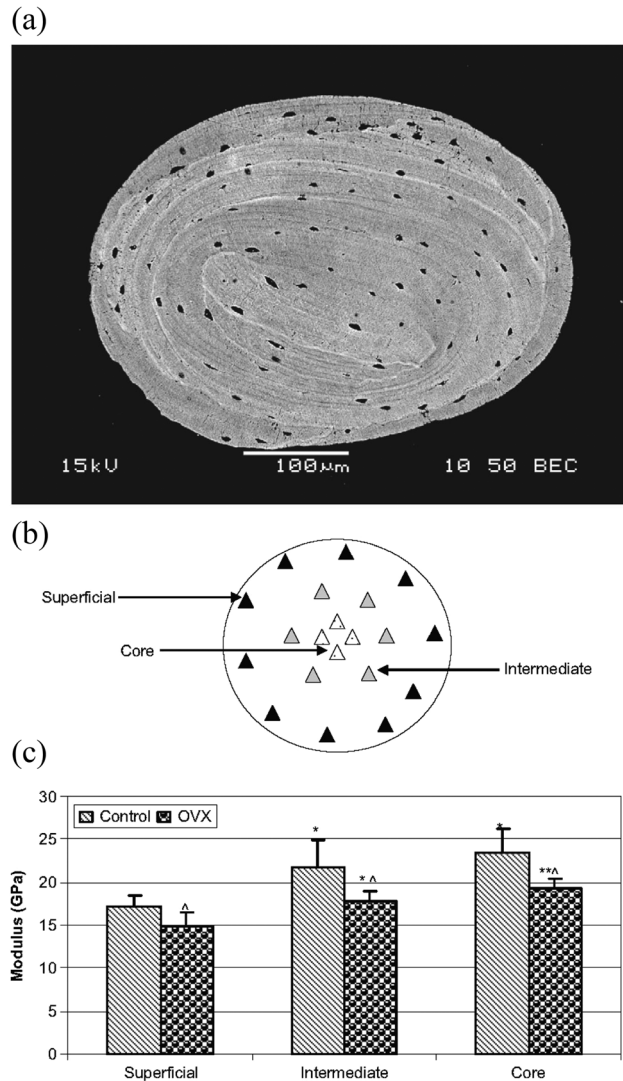 (a)
15kV 100μm 10 50 BEC
(b)
Superficial
Core
Intermediate
(c)
30
Control OVX
25
20
15
10
5
0
Modulus (GPa)
*
^
* ^
*
**^
Superficial Intermediate Core